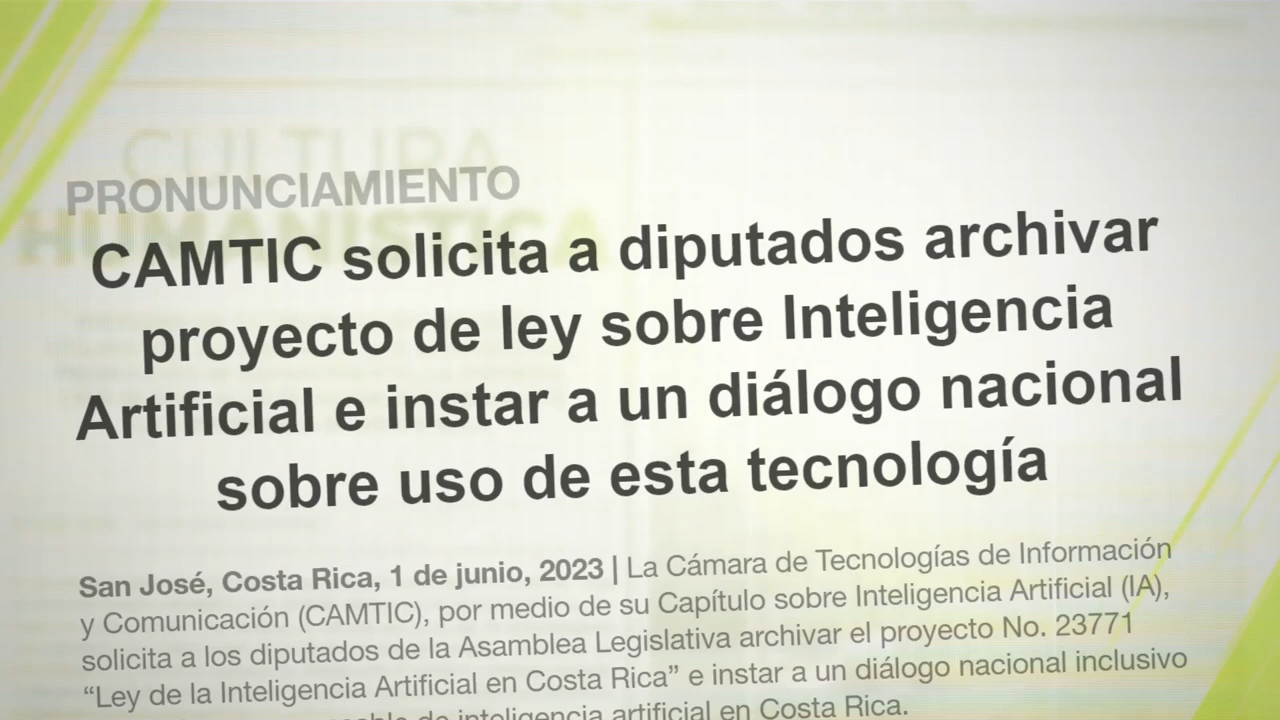 CULTURA
PRONUNCIAMIENTO
HUMANÍSTICA
CAMTIC solicita a diputados archivar
proyecto de ley sobre Inteligencia
Artificial e instar a un diálogo nacional
sobre uso de esta tecnología
San José, Costa Rica, 1 de junio, 2023 | La Cámara de Tecnologías de Información
y Comunicación (CAMTIC), por medio de su Capítulo sobre Inteligencia Artificial (IA),
solicita a los diputados de la Asamblea Legislativa archivar el proyecto No. 23771
“Ley de la Inteligencia Artificial en Costa Rica” e instar a un diálogo nacional inclusivo
de inteligencia artificial en Costa Rica.